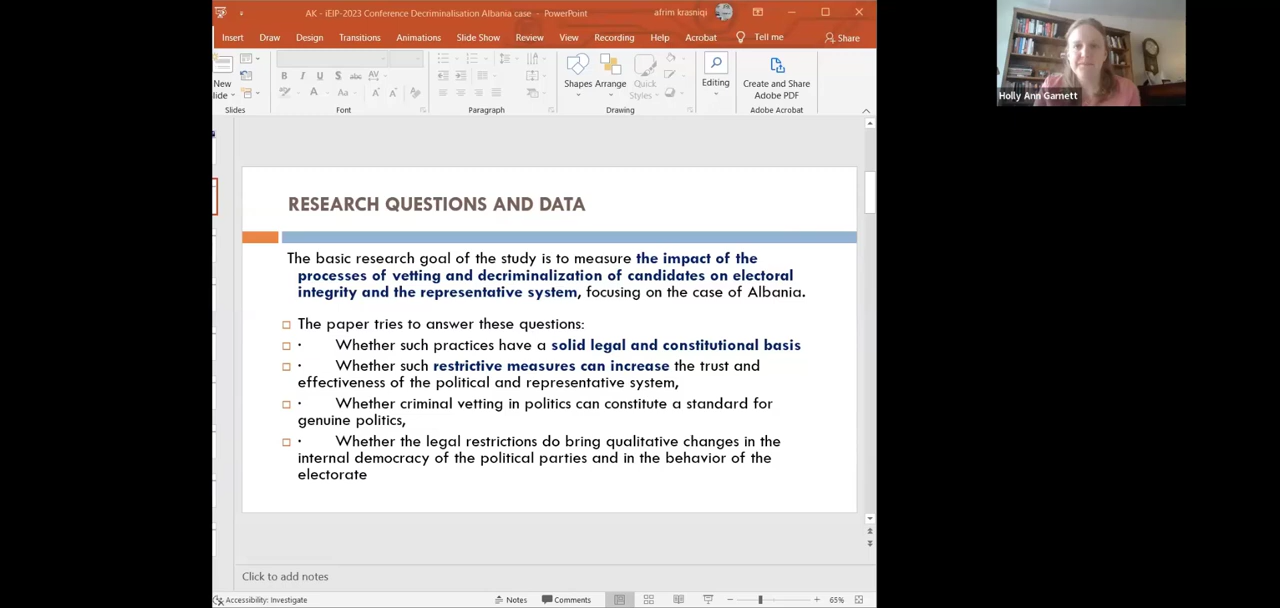 AK - iEIP-2023 Conference Decriminalisation Albania case - PowerPoint
afrim krasniqi
Insert Draw Design Transitions Animations Slide Show Review View Recording Help Acrobat Tell me Share
New
Slide
Slides
B I U S abc AV
Aa A A
Font
Paragraph
Shapes Arrange Quick
Styles
Drawing
Editing
Create and Share
Adobe PDF
Adobe Acrobat
Holly Ann Garnett
RESEARCH QUESTIONS AND DATA
The basic research goal of the study is to measure the impact of the
processes of vetting and decriminalization of candidates on electoral
integrity and the representative system, focusing on the case of Albania.
The paper tries to answer these questions:
· Whether such practices have a solid legal and constitutional basis
· Whether such restrictive measures can increase the trust and
effectiveness of the political and representative system,
· Whether criminal vetting in politics can constitute a standard for
genuine politics,
· Whether the legal restrictions do bring qualitative changes in the
internal democracy of the political parties and in the behavior of the
electorate
Click to add notes
Accessibility: Investigate
Notes Comments 65%